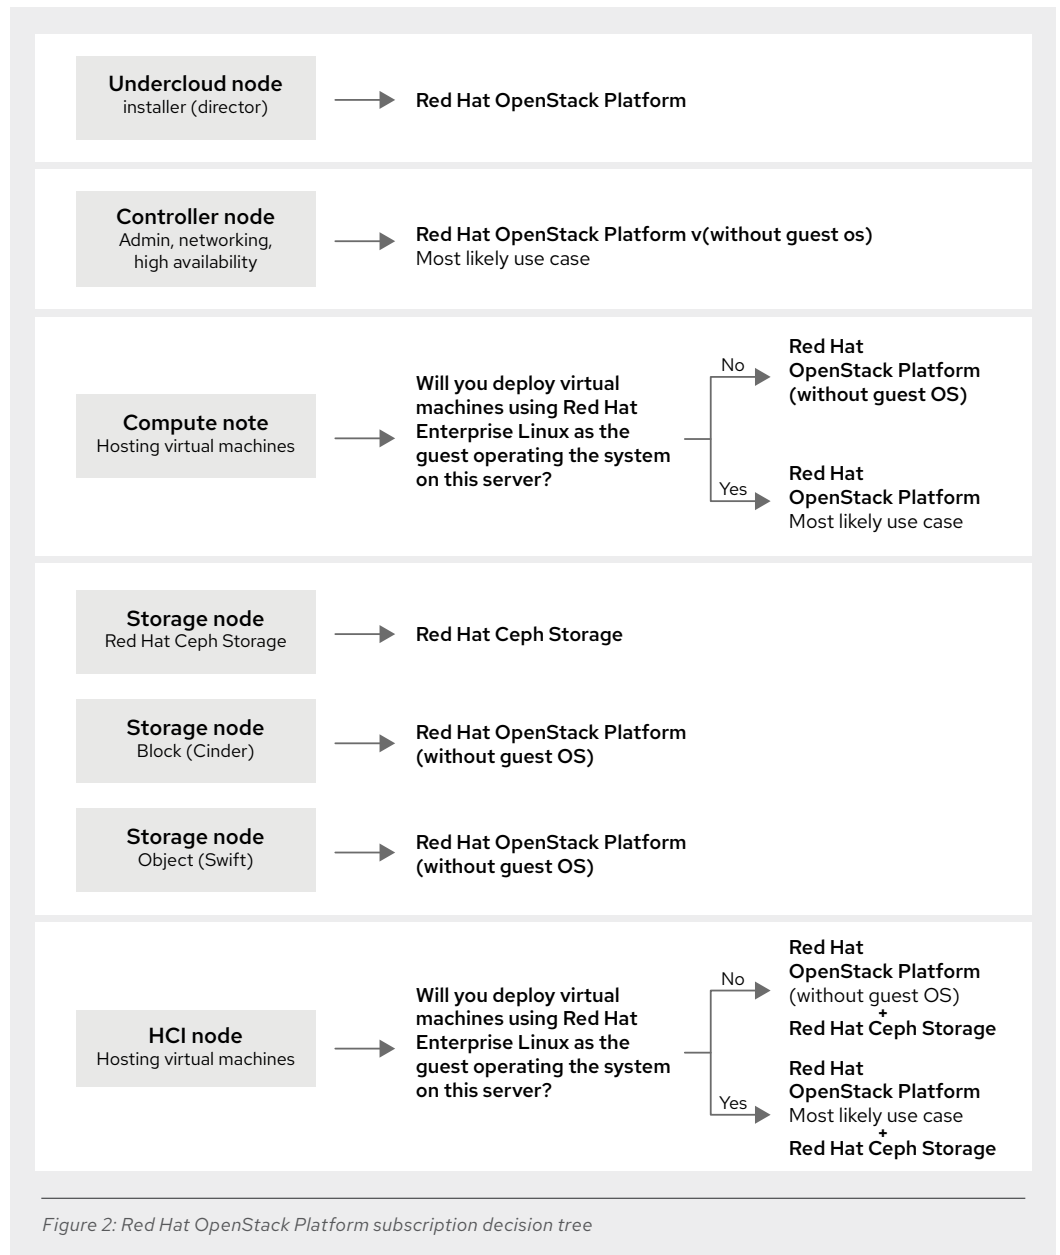 Undercloud node
installer (director)
Red Hat OpenStack Platform
Controller node
Admin, networking,
high availability
Red Hat OpenStack Platform v(without guest os)
Most likely use case
Compute note
Hosting virtual machines
Will you deploy virtual
machines using Red Hat
Enterprise Linux as the
guest operating the system
on this server?
No
Red Hat
OpenStack Platform
(without guest OS)
Yes
Red Hat
OpenStack Platform
Most likely use case
Storage node
Red Hat Ceph Storage
Red Hat Ceph Storage
Storage node
Block (Cinder)
Red Hat OpenStack Platform
(without guest OS)
Storage node
Object (Swift)
Red Hat OpenStack Platform
(without guest OS)
HCI node
Hosting virtual machines
Will you deploy virtual
machines using Red Hat
Enterprise Linux as the
guest operating the system
on this server?
No
Red Hat
OpenStack Platform
(without guest OS)
+
Red Hat Ceph Storage
Yes
Red Hat
OpenStack Platform
Most likely use case
+
Red Hat Ceph Storage
Figure 2: Red Hat OpenStack Platform subscription decision tree